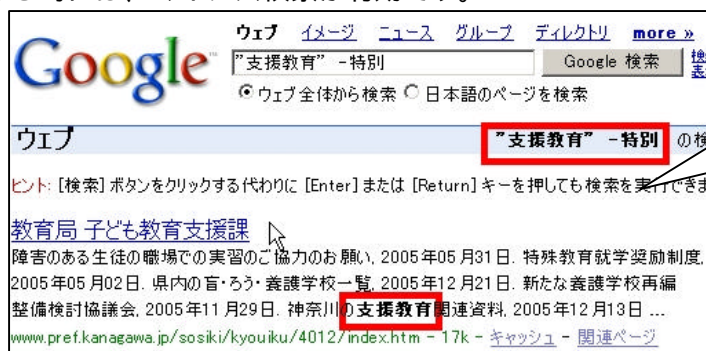 ウェブ イメージ ニュース グループ ディレクトリ more »
Google
"支援教育" -特別 Google 検索
ウェブ全体から検索 日本語のページを検索
ウェブ "支援教育" -特別 の検
ヒント: [検索] ボタンをクリックする代わりに [Enter] または [Return] キーを押しても検索を実行できま
教育局 子ども教育支援課
障害のある生徒の職場での実習のご協力のお願い, 2005年05月31日. 特殊教育就学奨励制度,
2005年05月02日. 県内の盲・ろう・養護学校一覧, 2005年12月21日. 新たな養護学校再編
整備検討協議会, 2005年11月29日. 神奈川の支援教育関連資料, 2005年12月13日 ...
www.pref.kanagawa.jp/sosiki/kyouiku/4012/index.htm - 17k - キャッシュ - 関連ページ